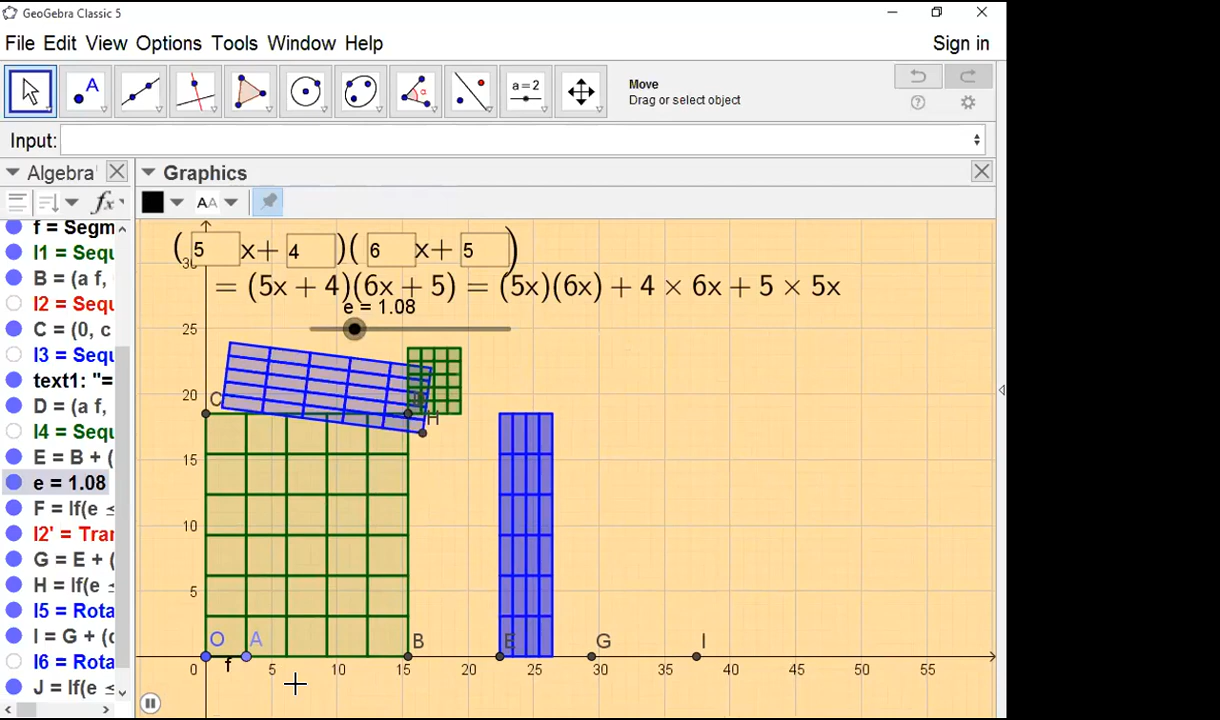 GeoGebra Classic 5
File Edit View Options Tools Window Help Sign in
A
α
a = 2
Move
Drag or select object
Input:
Algebra
Graphics
AA
f = Segm
l1 = Sequ
B = (a f,
l2 = Sequ
C = (0, c
l3 = Sequ
text1: "=
D = (a f,
l4 = Sequ
E = B + (
e = 1.08
F = If(e ≤
l2' = Tran
G = E + (
H = If(e ≤
l5 = Rota
I = G + (c
l6 = Rota
J = If(e ≤
( 5 x+ 4 )( 6 x+ 5 )
= (5x + 4)(6x + 5) = (5x)(6x) + 4 × 6x + 5 × 5x
e = 1.08
25
20
15
10
5
C
H
O A B E G I
f
0 5 10 15 20 25 30 35 40 45 50 55